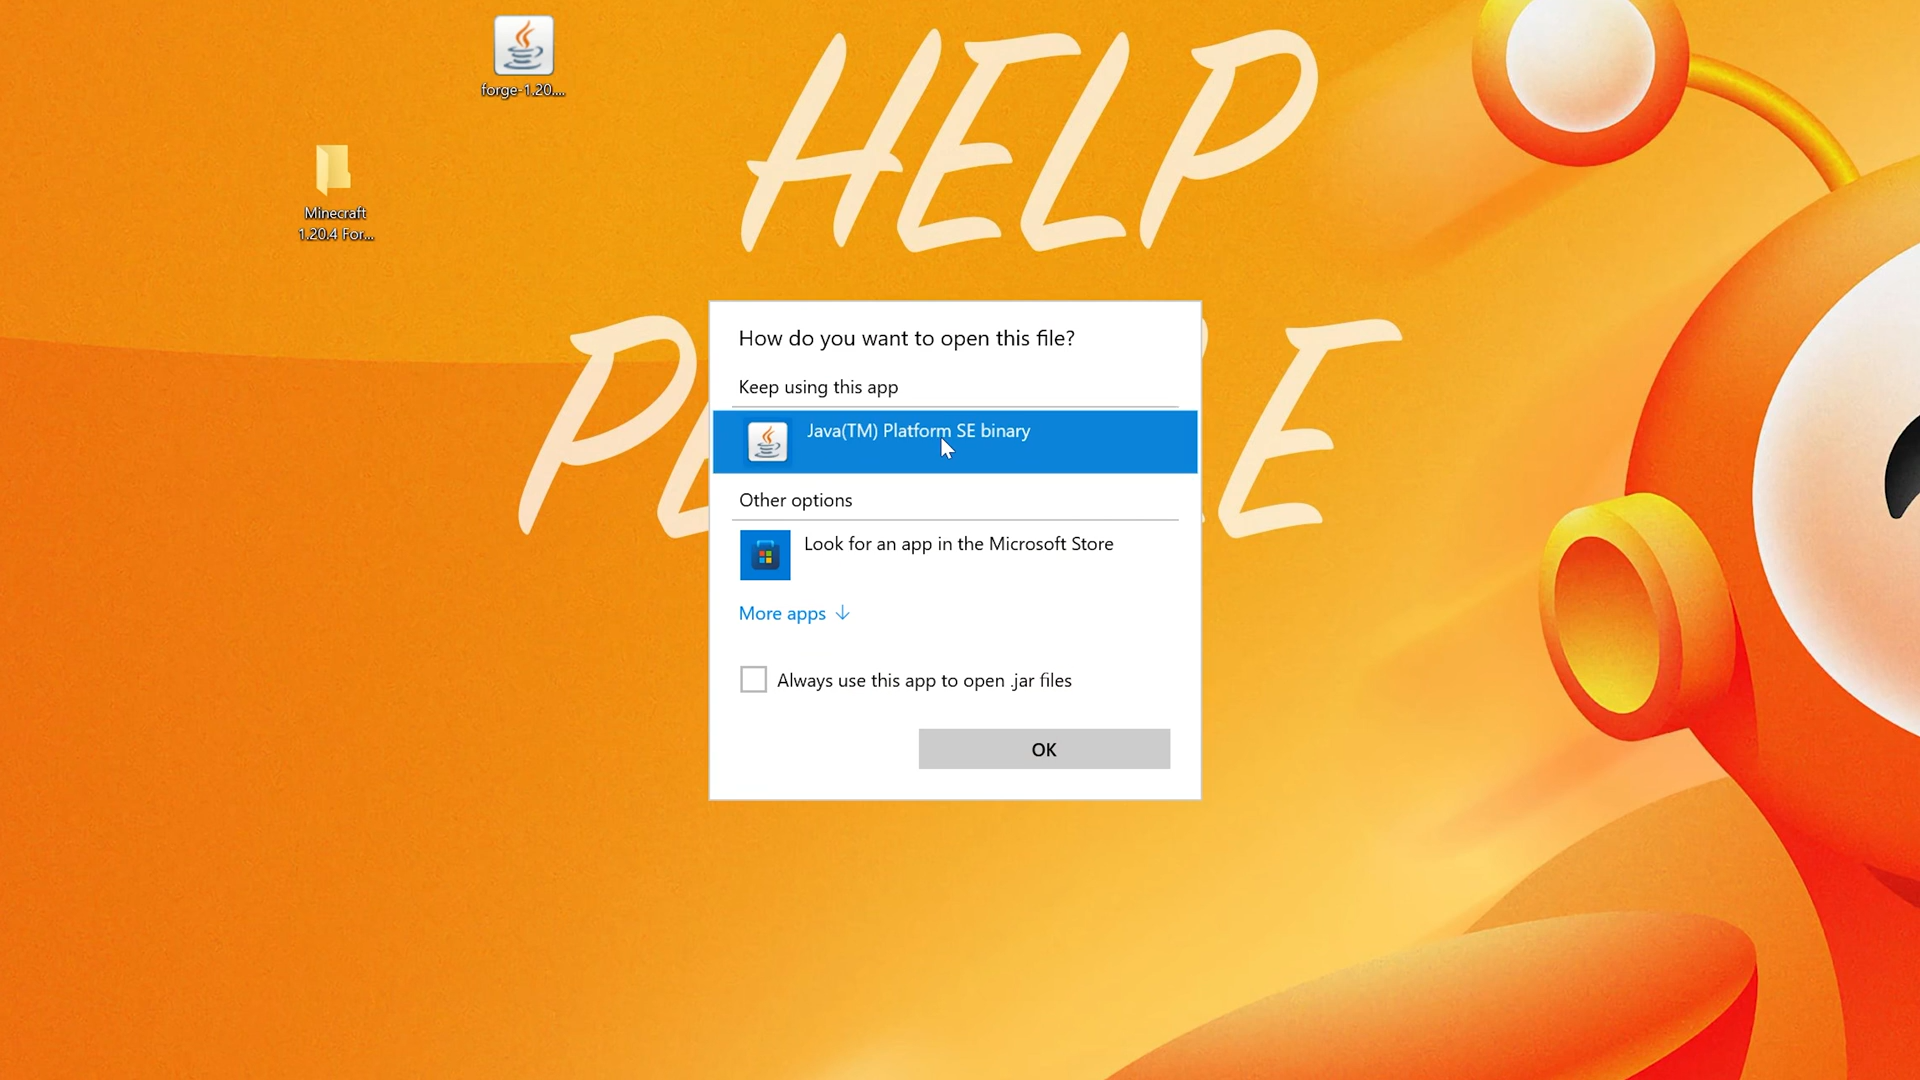 forge-1.20....
HELP
Minecraft
1.20.4 For...
How do you want to open this file?
Keep using this app
Java(TM) Platform SE binary
Other options
Look for an app in the Microsoft Store
More apps
Always use this app to open .jar files
OK